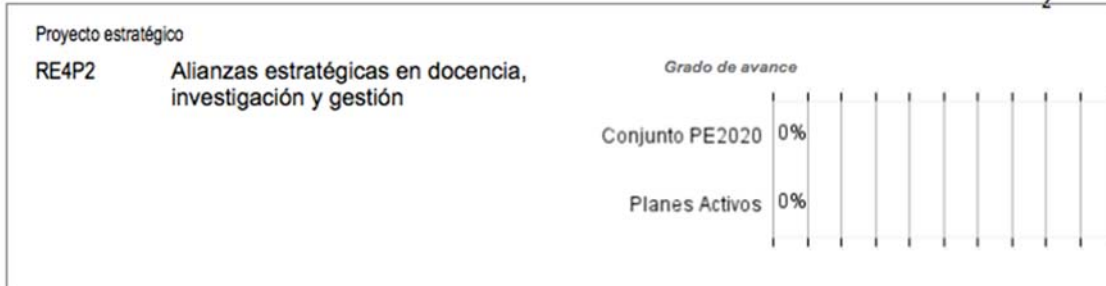 Proyecto estratégico
RE4P2 Alianzas estratégicas en docencia,
investigación y gestión
Grado de avance
Conjunto PE2020 0%
Planes Activos 0%